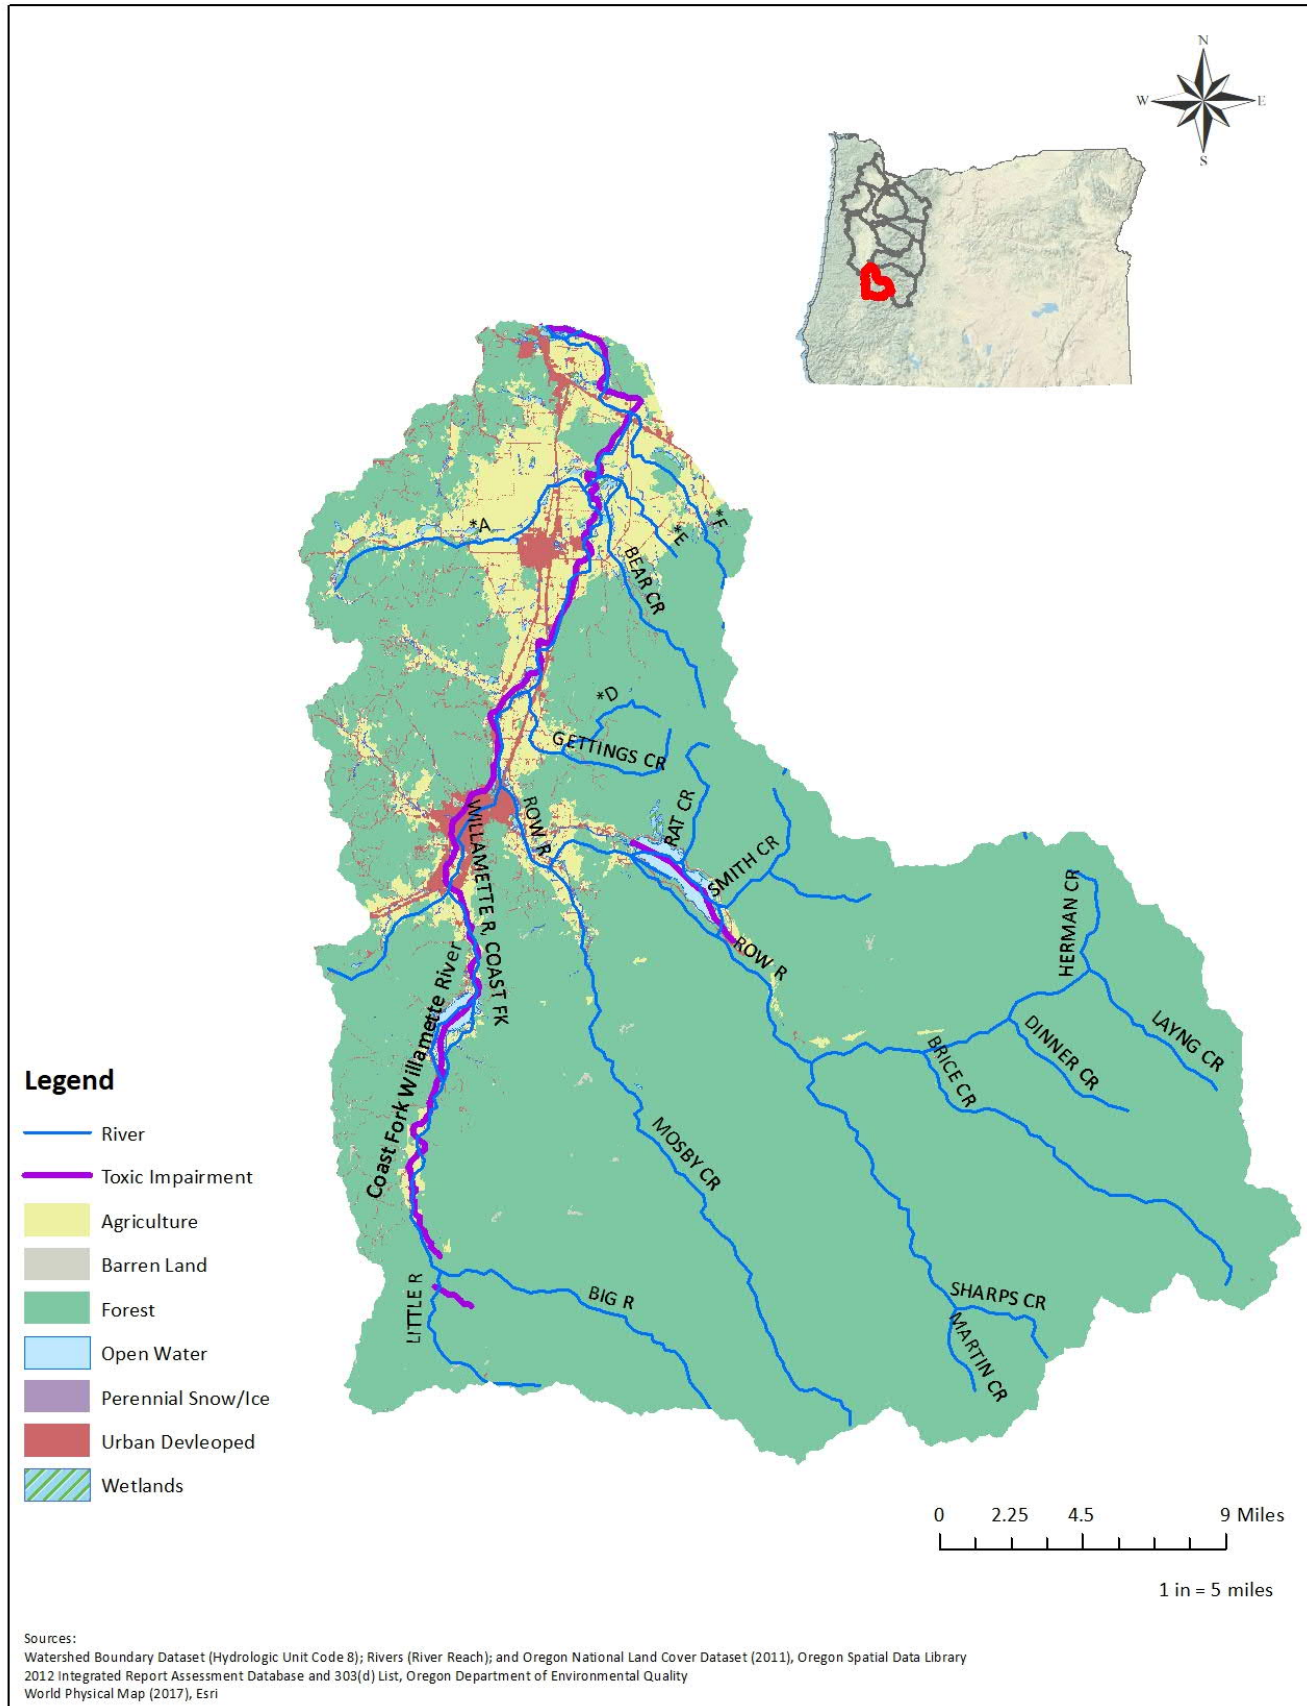 N
W
E
S
*A
*F
*E
BEAR CR
*D
GETTINGS CR
RAT CR
ROW R
WILLAMETTE R, COAST FK
SMITH CR
ROW R
HERMAN CR
Coast Fork Willamette River
LAYNG CR
DINNER CR
BRICE CR
MOSBY CR
LITTLE R
BIG R
SHARPS CR
MARTIN CR
Legend
River
Toxic Impairment
Agriculture
Barren Land
Forest
Open Water
Perennial Snow/Ice
Urban Devleoped
Wetlands
0 2.25 4.5 9 Miles
1 in = 5 miles
Sources:
Watershed Boundary Dataset (Hydrologic Unit Code 8); Rivers (River Reach); and Oregon National Land Cover Dataset (2011), Oregon Spatial Data Library
2012 Integrated Report Assessment Database and 303(d) List, Oregon Department of Environmental Quality
World Physical Map (2017), Esri